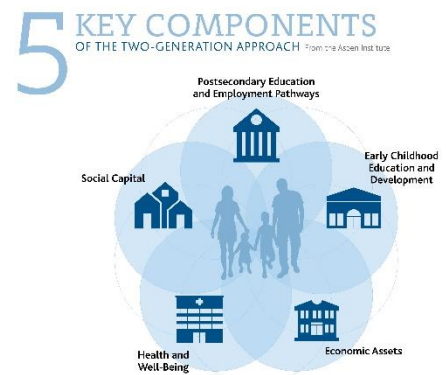 5 KEY COMPONENTS
OF THE TWO-GENERATION APPROACH From the Aspen Institute
Postsecondary Education
and Employment Pathways
Early Childhood
Education and
Development
Social Capital
Economic Assets
Health and
Well-Being